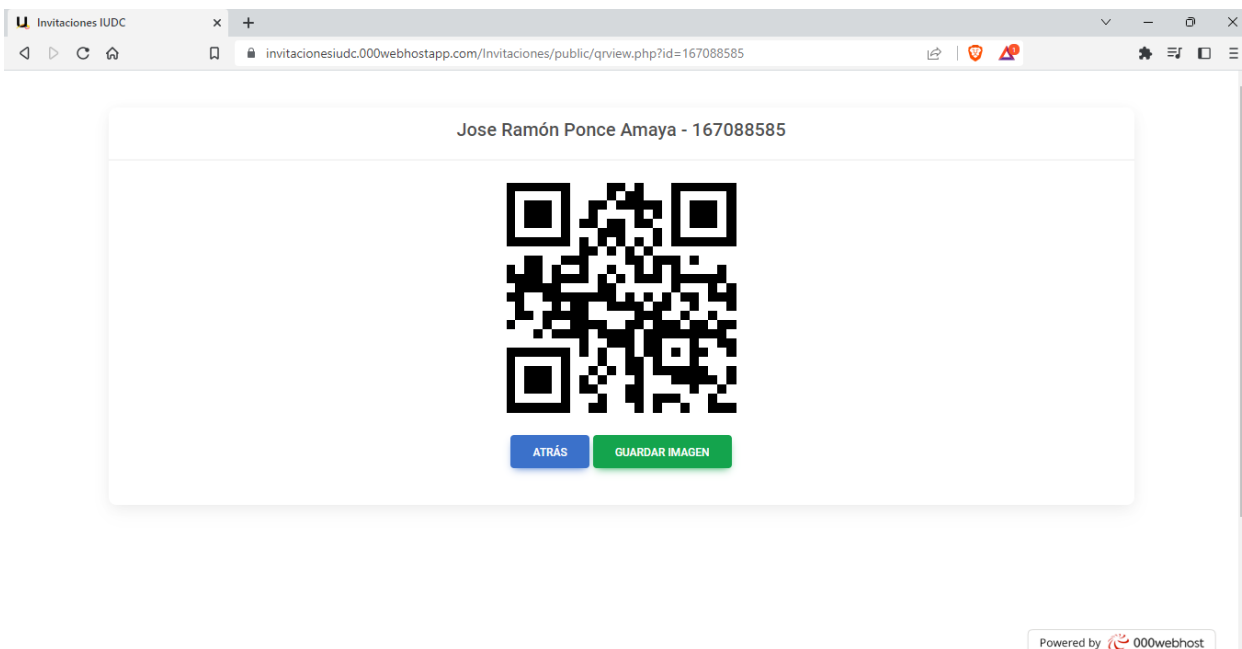 Invitaciones IUDC
invitacionesiudc.000webhostapp.com/Invitaciones/public/qrview.php?id=167088585
Jose Ramón Ponce Amaya - 167088585
ATRÁS GUARDAR IMAGEN
Powered by 000webhost